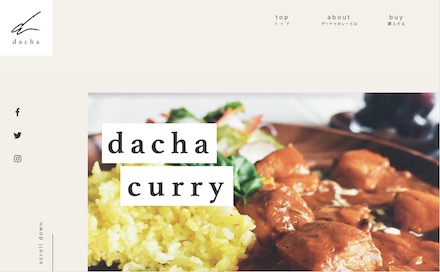 dacha
top
トップ
about
ダーチャカレーとは
buy
購入する
dacha
curry
scroll down